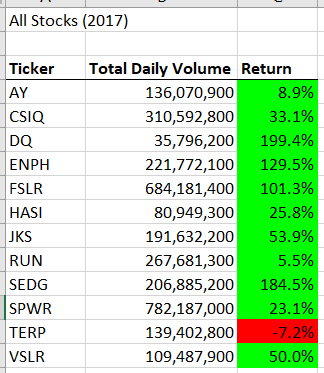 All Stocks (2017)
Ticker Total Daily Volume Return
AY 136,070,900 8.9%
CSIQ 310,592,800 33.1%
DQ 35,796,200 199.4%
ENPH 221,772,100 129.5%
FSLR 684,181,400 101.3%
HASI 80,949,300 25.8%
JKS 191,632,200 53.9%
RUN 267,681,300 5.5%
SEDG 206,885,200 184.5%
SPWR 782,187,000 23.1%
TERP 139,402,800 -7.2%
VSLR 109,487,900 50.0%